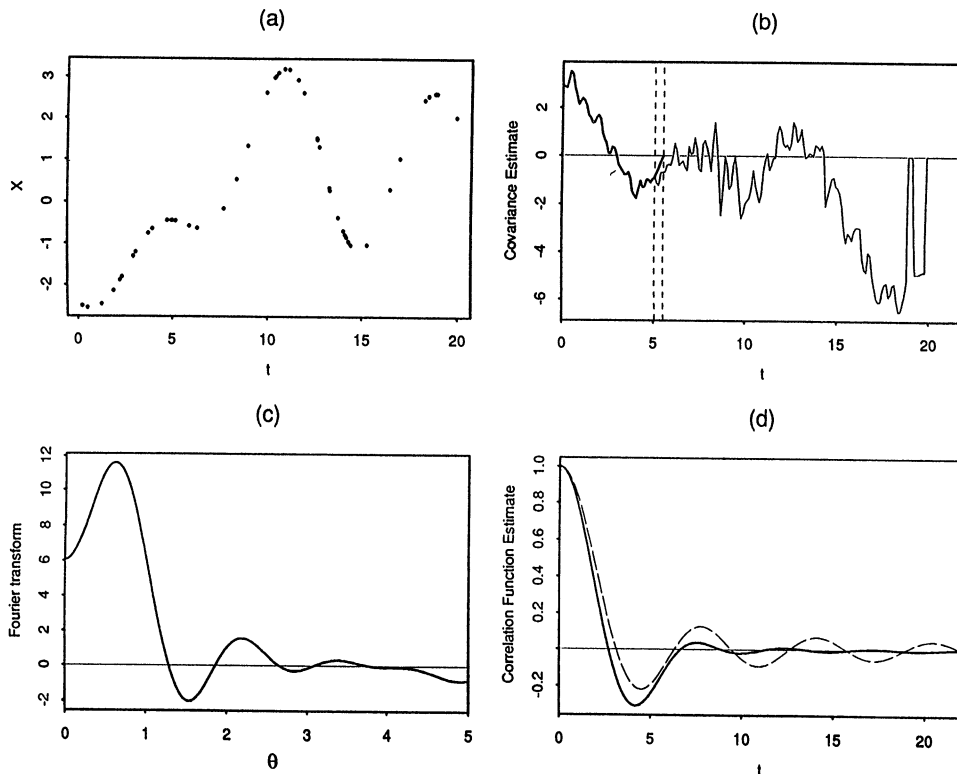 (a)
X
3
2
1
0
-1
-2
0 5 10 15 20
t
(b)
Covariance Estimate
2
0
-2
-4
-6
0 5 10 15 20
t
(c)
Fourier transform
12
10
8
6
4
2
0
-2
0 1 2 3 4 5
θ
(d)
Correlation Function Estimate
1.0
0.8
0.6
0.4
0.2
-0.2
0 5 10 15 20
t